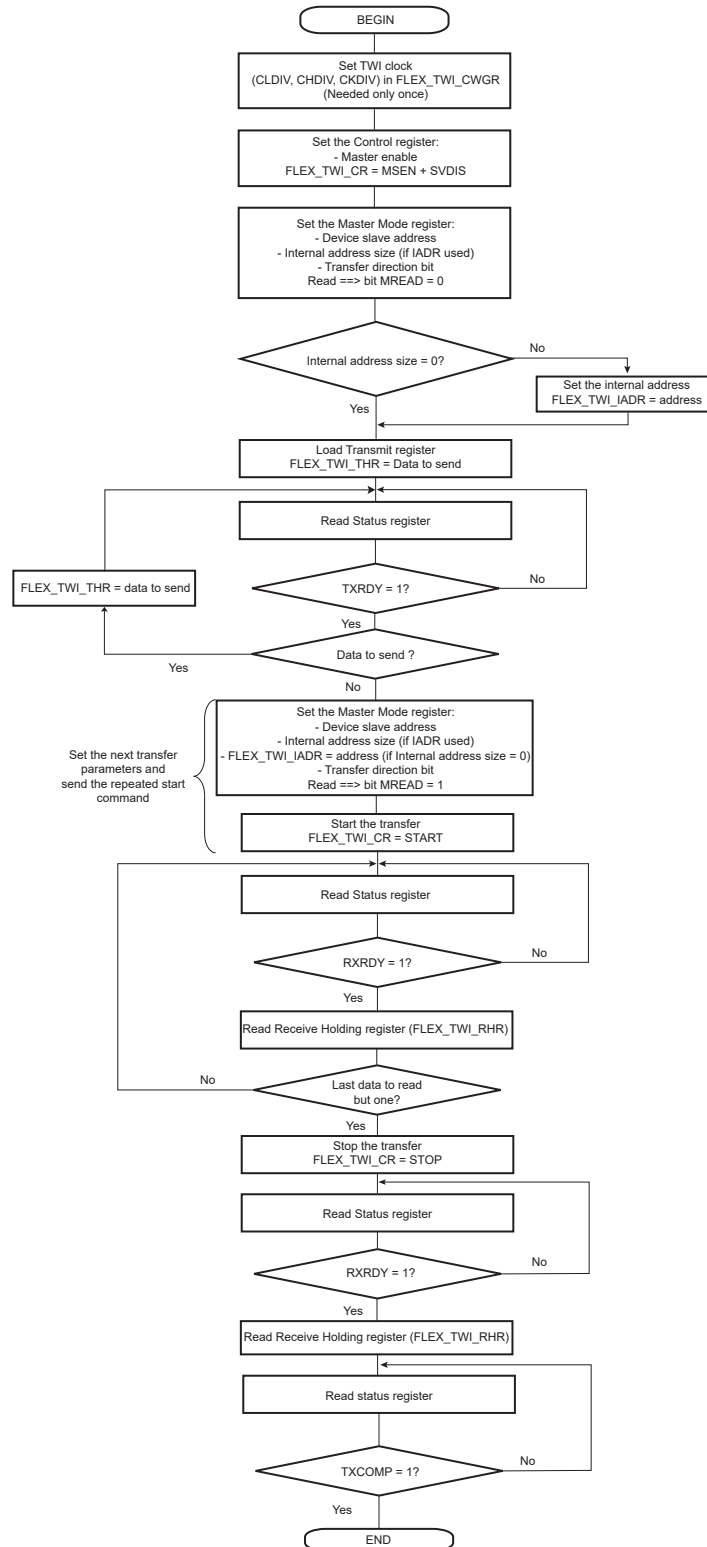 BEGIN
Set TWI clock
(CLDIV, CHDIV, CKDIV) in FLEX_TWI_CWGR
(Needed only once)
Set the Control register:
- Master enable
FLEX_TWI_CR = MSEN + SVDIS
Set the Master Mode register:
- Device slave address
- Internal address size (if IADR used)
- Transfer direction bit
Read ==> bit MREAD = 0
Internal address size = 0?
No
Set the internal address
FLEX_TWI_IADR = address
Yes
Load Transmit register
FLEX_TWI_THR = Data to send
Read Status register
FLEX_TWI_THR = data to send
TXRDY = 1?
No
Yes
Data to send ?
Yes
No
Set the Master Mode register:
- Device slave address
- Internal address size (if IADR used)
- FLEX_TWI_IADR = address (if Internal address size = 0)
- Transfer direction bit
Read ==> bit MREAD = 1
Set the next transfer
parameters and
send the repeated start
command
Start the transfer
FLEX_TWI_CR = START
Read Status register
RXRDY = 1?
No
Yes
Read Receive Holding register (FLEX_TWI_RHR)
No
Last data to read
but one?
Yes
Stop the transfer
FLEX_TWI_CR = STOP
Read Status register
RXRDY = 1?
No
Yes
Read Receive Holding register (FLEX_TWI_RHR)
Read status register
TXCOMP = 1?
No
Yes
END